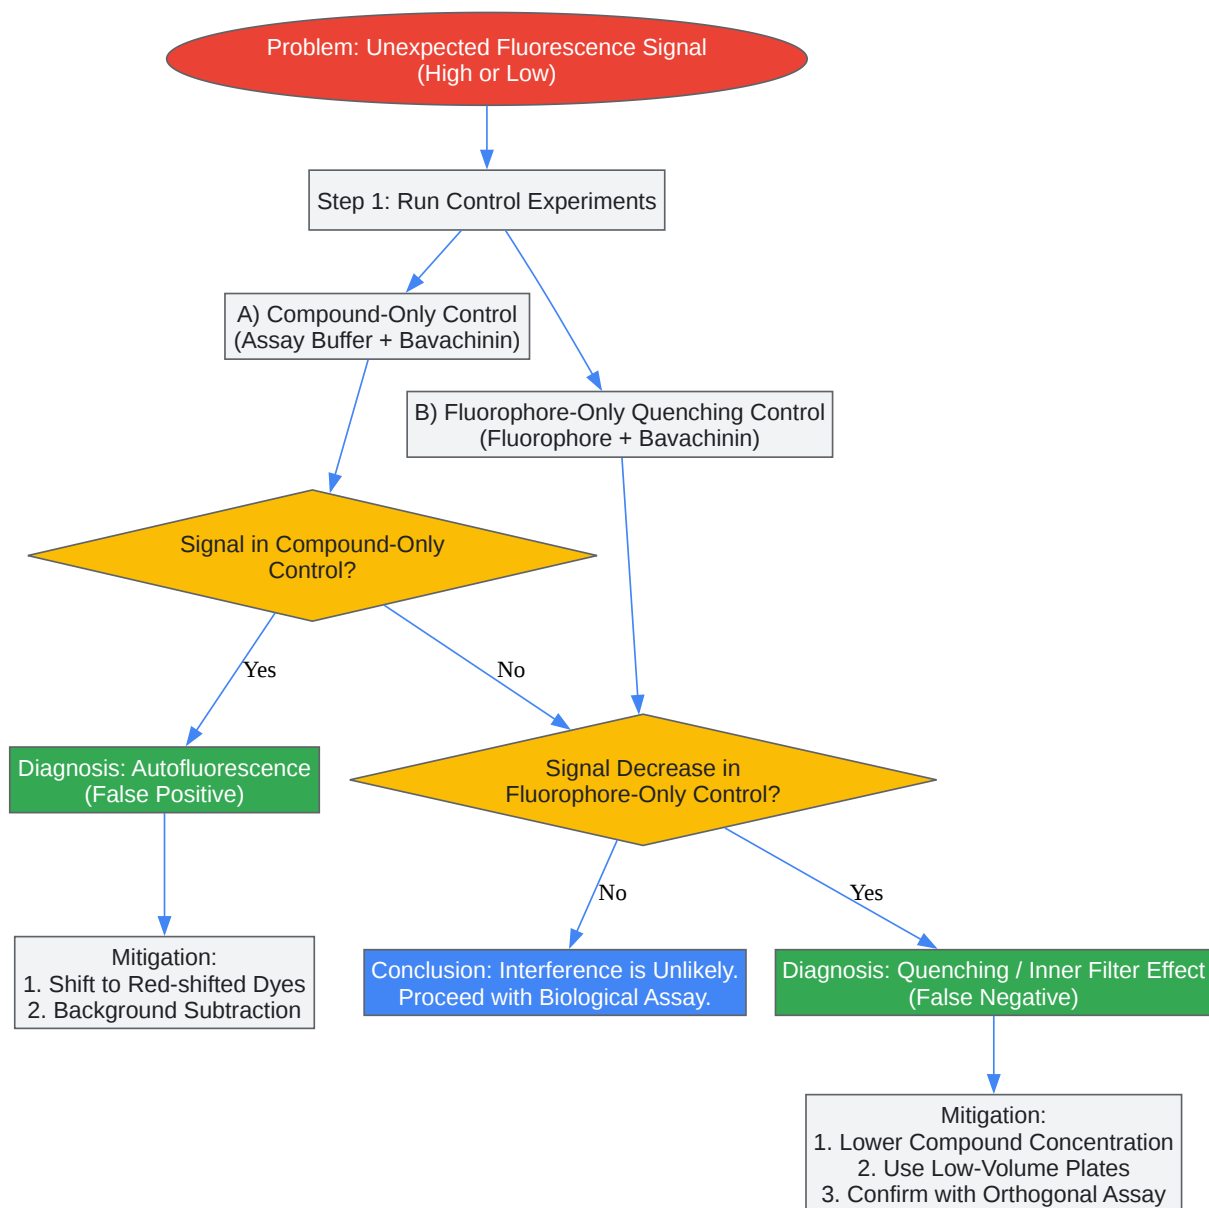 Problem: Unexpected Fluorescence Signal
(High or Low)
Step 1: Run Control Experiments
A) Compound-Only Control
(Assay Buffer + Bavachinin)
B) Fluorophore-Only Quenching Control
(Fluorophore + Bavachinin)
Signal in Compound-Only
Control?
Yes
No
Diagnosis: Autofluorescence
(False Positive)
Signal Decrease in
Fluorophore-Only Control?
No
Yes
Mitigation:
1. Shift to Red-shifted Dyes
2. Background Subtraction
Conclusion: Interference is Unlikely.
Proceed with Biological Assay.
Diagnosis: Quenching / Inner Filter Effect
(False Negative)
Mitigation:
1. Lower Compound Concentration
2. Use Low-Volume Plates
3. Confirm with Orthogonal Assay